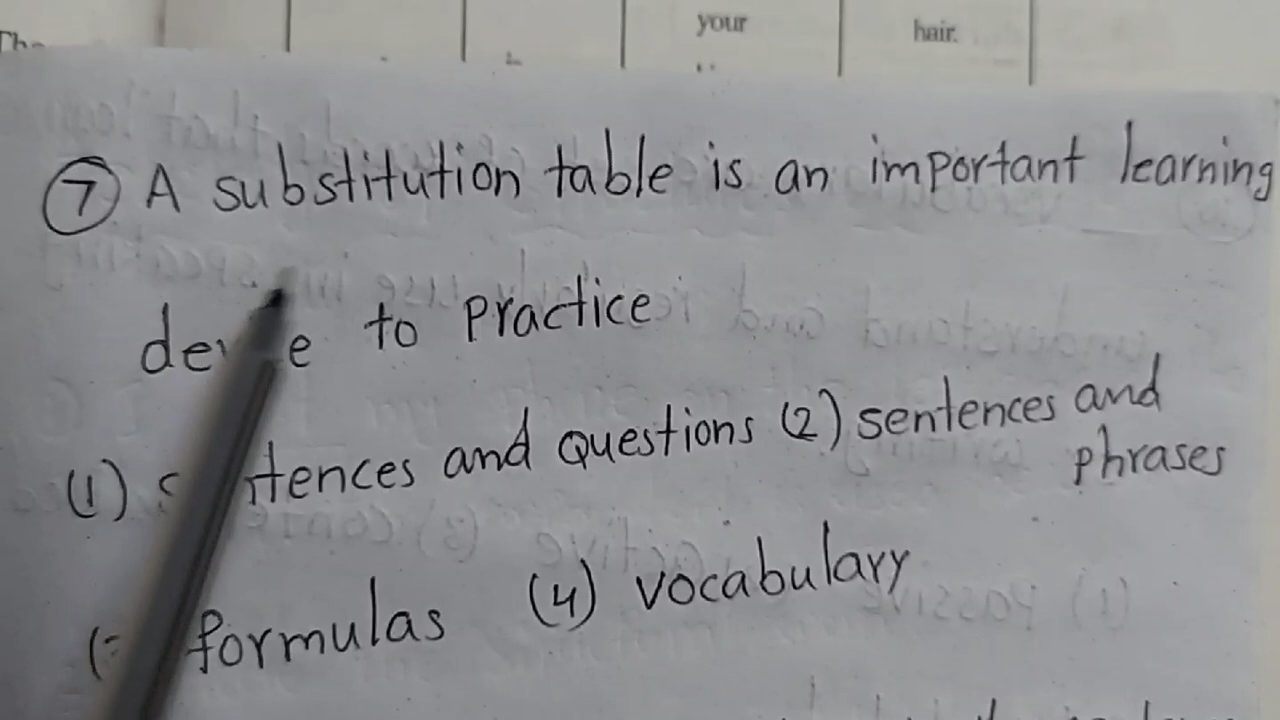 your
hair.
7 A substitution table is an important learning
to practice
(1) and questions (2) sentences and
phrases
formulas (4) vocabulary